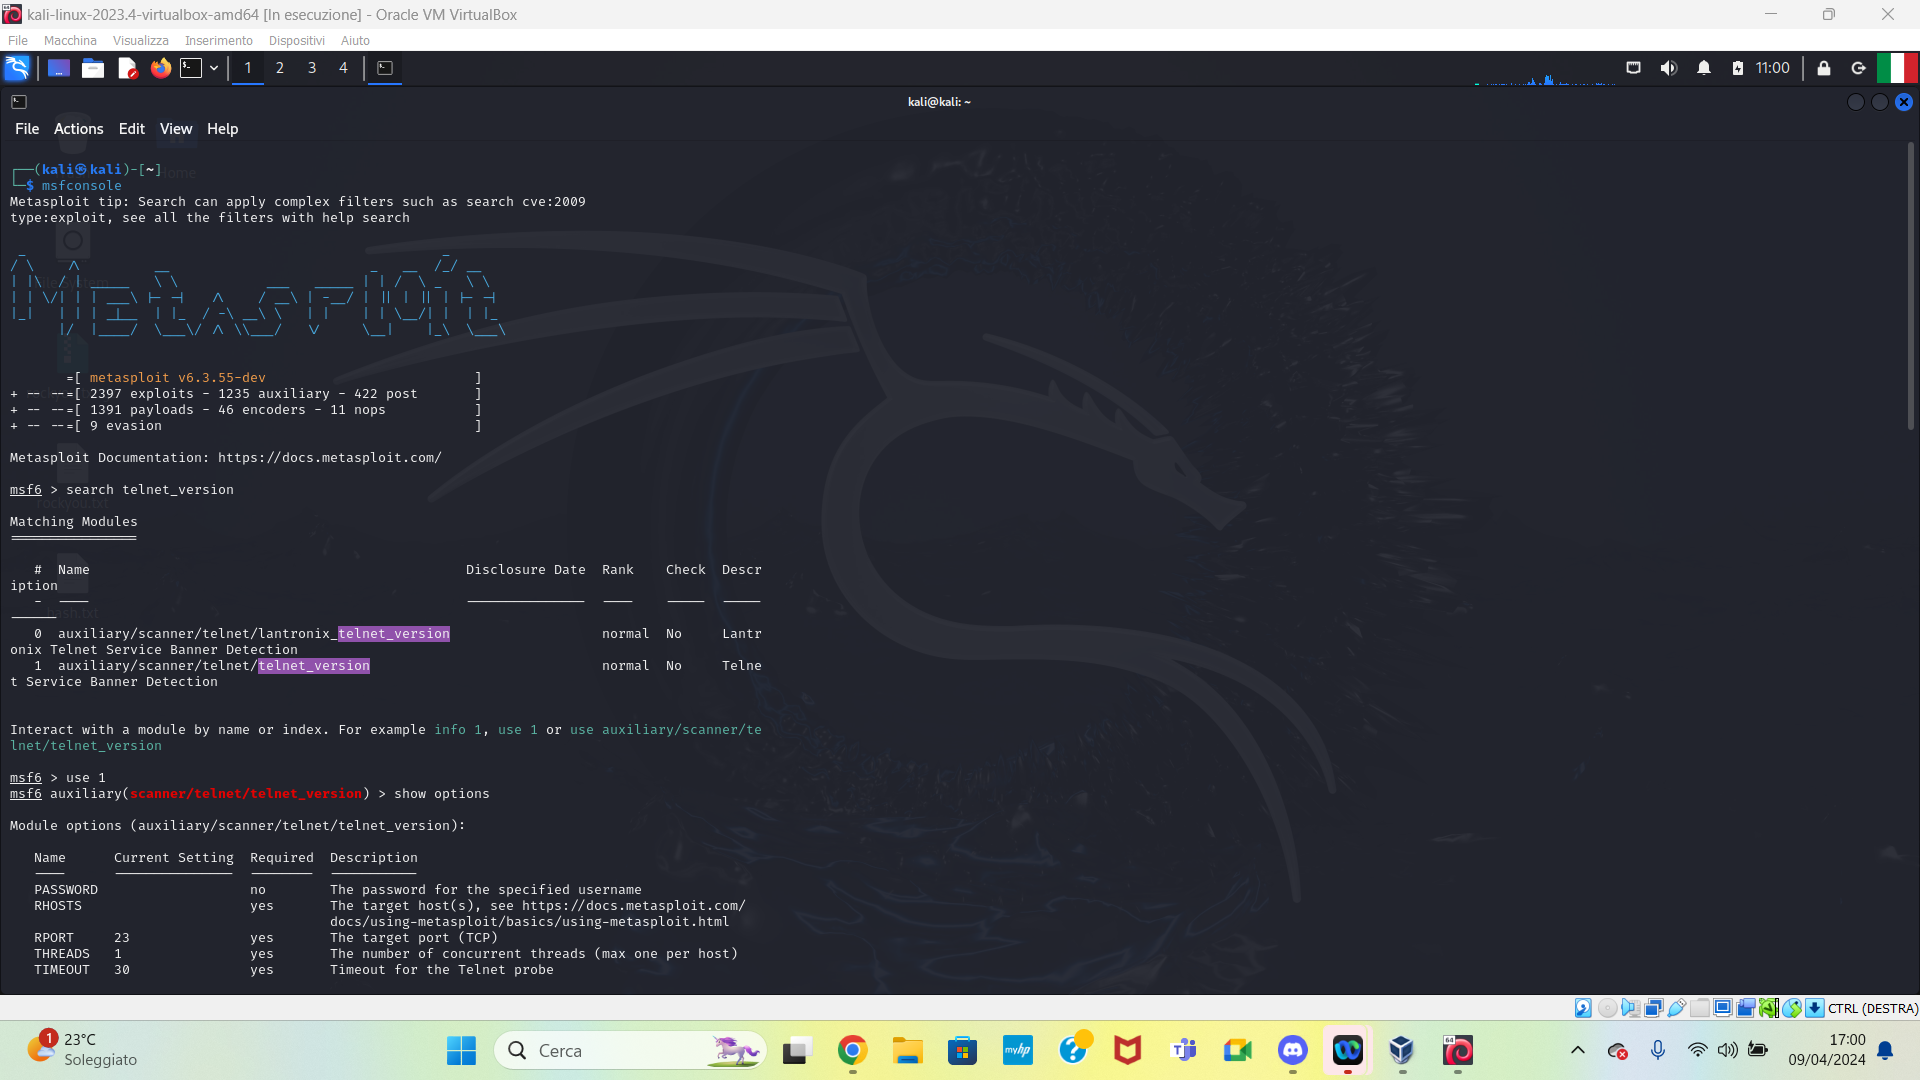 kali-linux-2023.4-virtualbox-amd64 [In esecuzione] - Oracle VM VirtualBox
File Macchina Visualizza Inserimento Dispositivi Aiuto
1 2 3 4 11:00
kali@kali: ~
File Actions Edit View Help
┌──(kali㉿kali)-[~]
└─$ msfconsole
Metasploit tip: Search can apply complex filters such as search cve:2009
type:exploit, see all the filters with help search
=[ metasploit v6.3.55-dev ]
+ -- --=[ 2397 exploits - 1235 auxiliary - 422 post ]
+ -- --=[ 1391 payloads - 46 encoders - 11 nops ]
+ -- --=[ 9 evasion ]
Metasploit Documentation: https://docs.metasploit.com/
msf6 > search telnet_version
Matching Modules
================
# Name Disclosure Date Rank Check Descr
iption
- ---- --------------- ---- ----- -----
------
0 auxiliary/scanner/telnet/lantronix_telnet_version normal No Lantr
onix Telnet Service Banner Detection
1 auxiliary/scanner/telnet/telnet_version normal No Telne
t Service Banner Detection
Interact with a module by name or index. For example info 1, use 1 or use auxiliary/scanner/te
lnet/telnet_version
msf6 > use 1
msf6 auxiliary(scanner/telnet/telnet_version) > show options
Module options (auxiliary/scanner/telnet/telnet_version):
Name Current Setting Required Description
---- --------------- -------- -----------
PASSWORD no The password for the specified username
RHOSTS yes The target host(s), see https://docs.metasploit.com/
docs/using-metasploit/basics/using-metasploit.html
RPORT 23 yes The target port (TCP)
THREADS 1 yes The number of concurrent threads (max one per host)
TIMEOUT 30 yes Timeout for the Telnet probe
CTRL (DESTRA)
1
23°C
Soleggiato
Cerca
myhp
64
17:00
09/04/2024